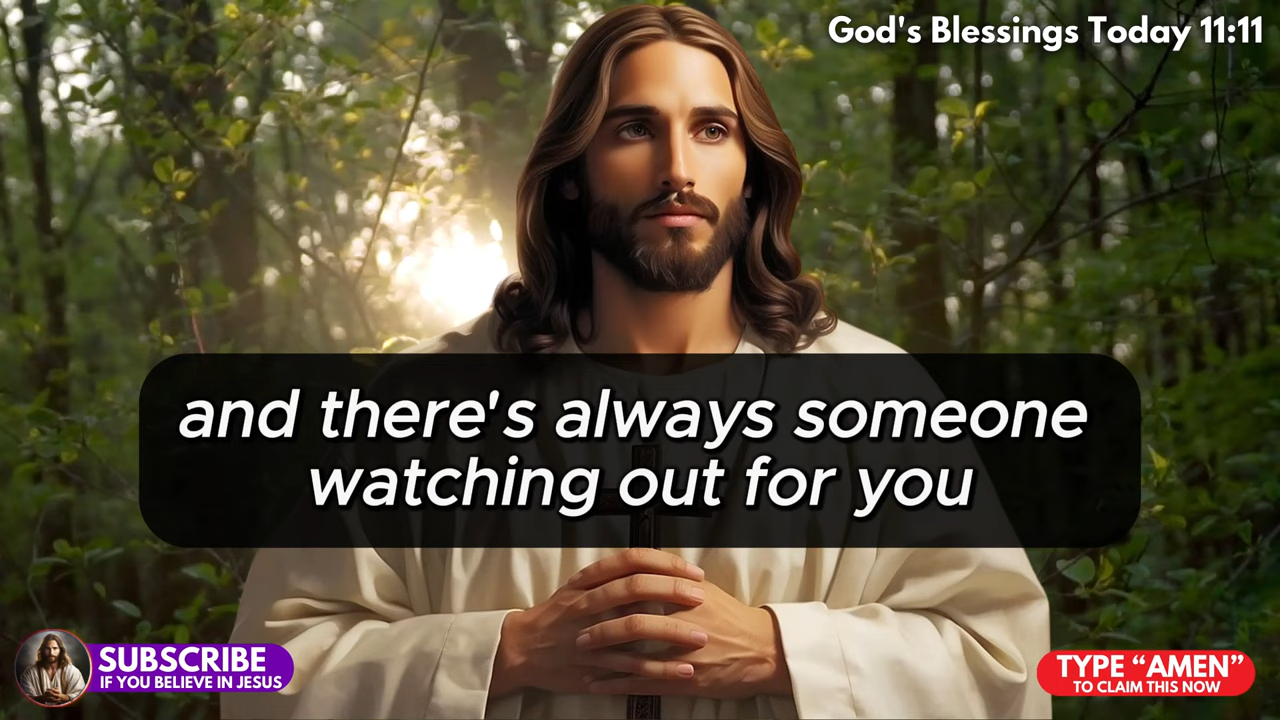 God's Blessings Today 11:11
and there's always someone
watching out for you
SUBSCRIBE
IF YOU BELIEVE IN JESUS
TYPE “AMEN”
TO CLAIM THIS NOW